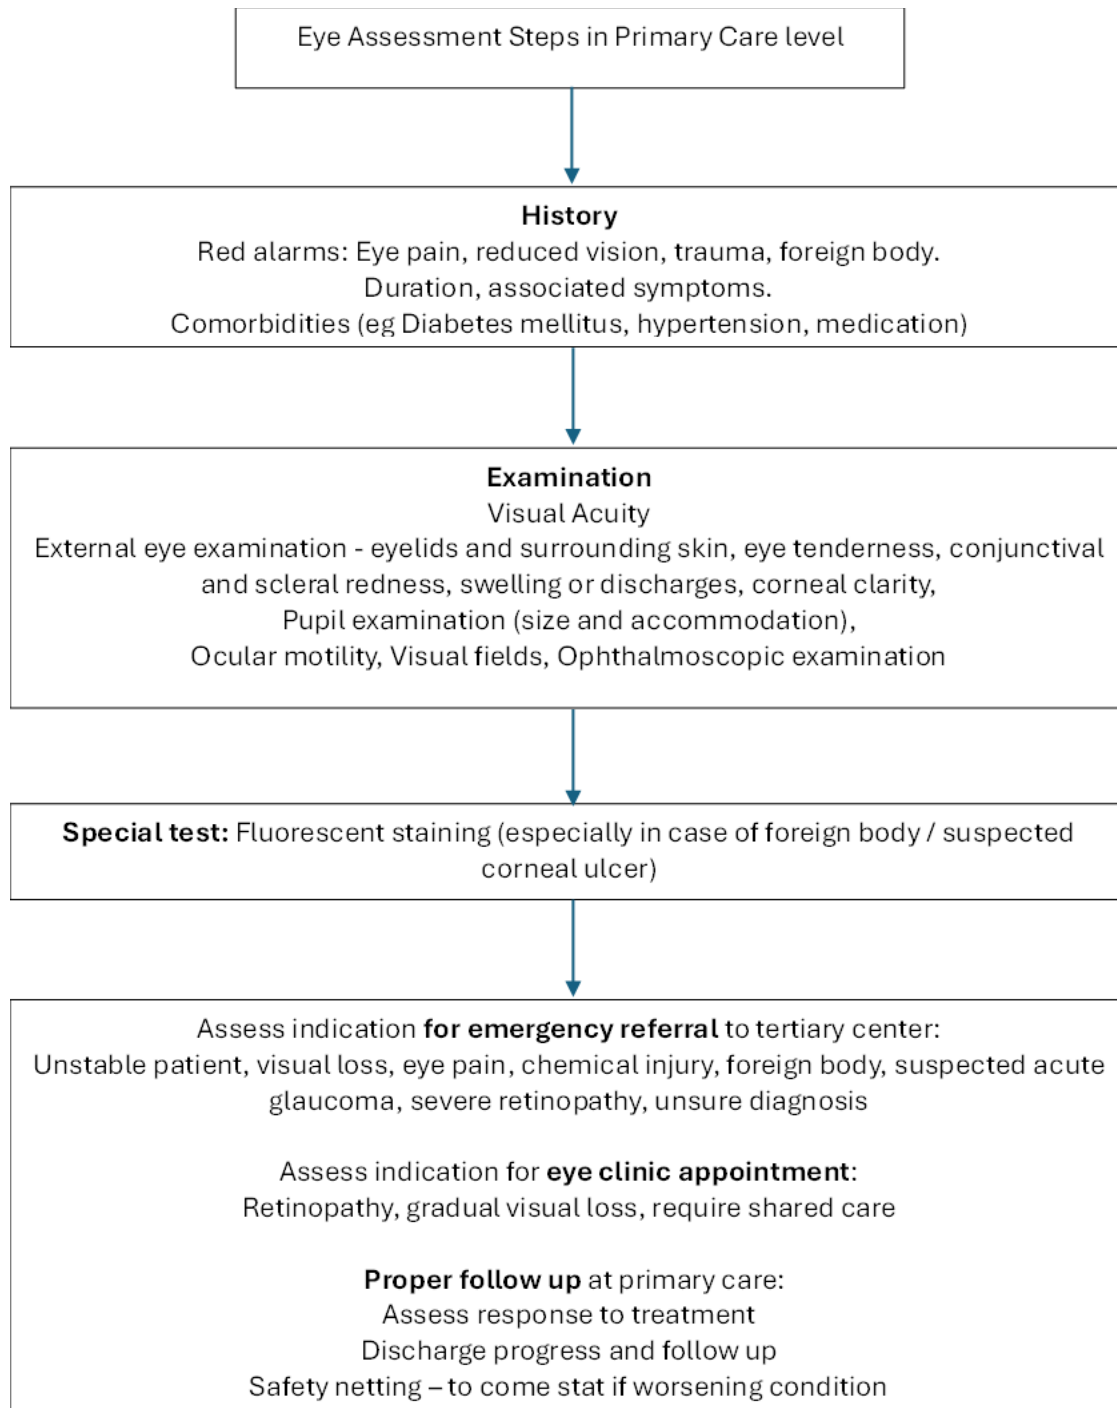 Eye Assessment Steps in Primary Care level
History
Red alarms: Eye pain, reduced vision, trauma, foreign body.
Duration, associated symptoms.
Comorbidities (eg Diabetes mellitus, hypertension, medication)
Examination
Visual Acuity
External eye examination - eyelids and surrounding skin, eye tenderness, conjunctival
and scleral redness, swelling or discharges, corneal clarity,
Pupil examination (size and accommodation),
Ocular motility, Visual fields, Ophthalmoscopic examination
Special test: Fluorescent staining (especially in case of foreign body / suspected
corneal ulcer)
Assess indication for emergency referral to tertiary center:
Unstable patient, visual loss, eye pain, chemical injury, foreign body, suspected acute
glaucoma, severe retinopathy, unsure diagnosis
Assess indication for eye clinic appointment:
Retinopathy, gradual visual loss, require shared care
Proper follow up at primary care:
Assess response to treatment
Discharge progress and follow up
Safety netting – to come stat if worsening condition